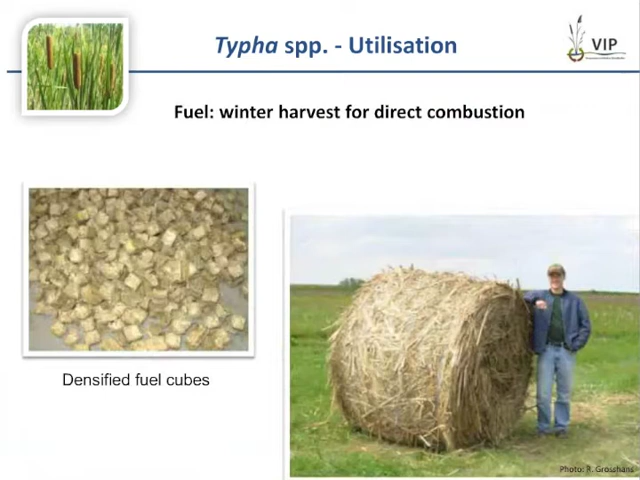 Typha spp. - Utilisation
VIP
Fuel: winter harvest for direct combustion
Densified fuel cubes
Photo: R. Grosshans